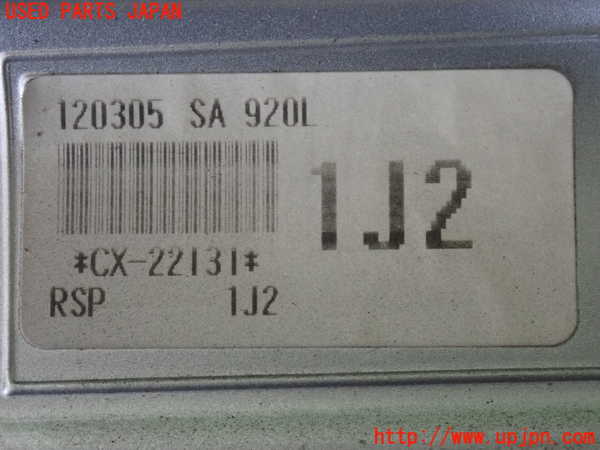 USED PARTS JAPAN
120305 SA 920L
1J2
*CX-22131*
RSP 1J2
http://www.upjpn.com/